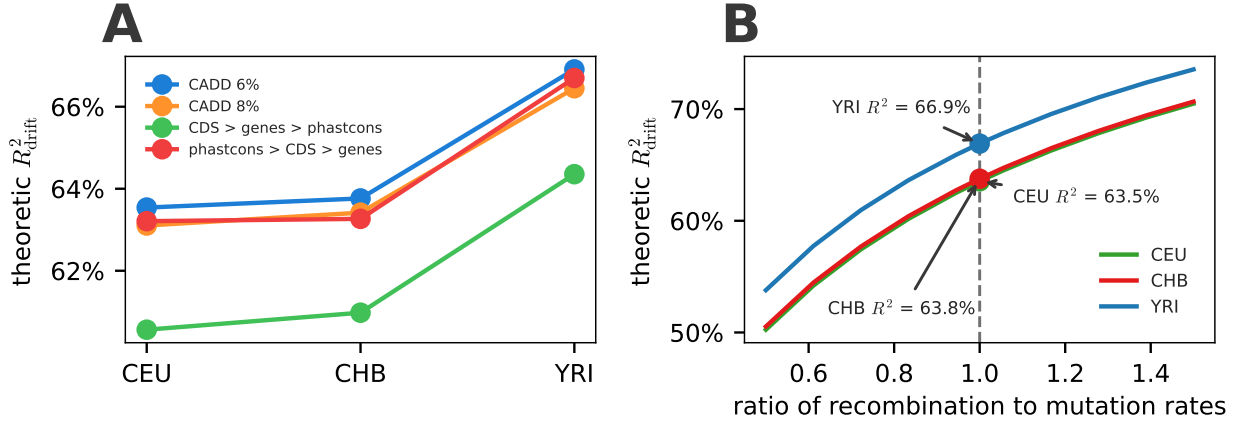 A
theoretic R²drift
66%
64%
62%
CADD 6%
CADD 8%
CDS > genes > phastcons
phastcons > CDS > genes
CEU CHB YRI
B
theoretic R²drift
70%
60%
50%
YRI R² = 66.9%
CEU R² = 63.5%
CHB R² = 63.8%
CEU
CHB
YRI
0.6 0.8 1.0 1.2 1.4
ratio of recombination to mutation rates